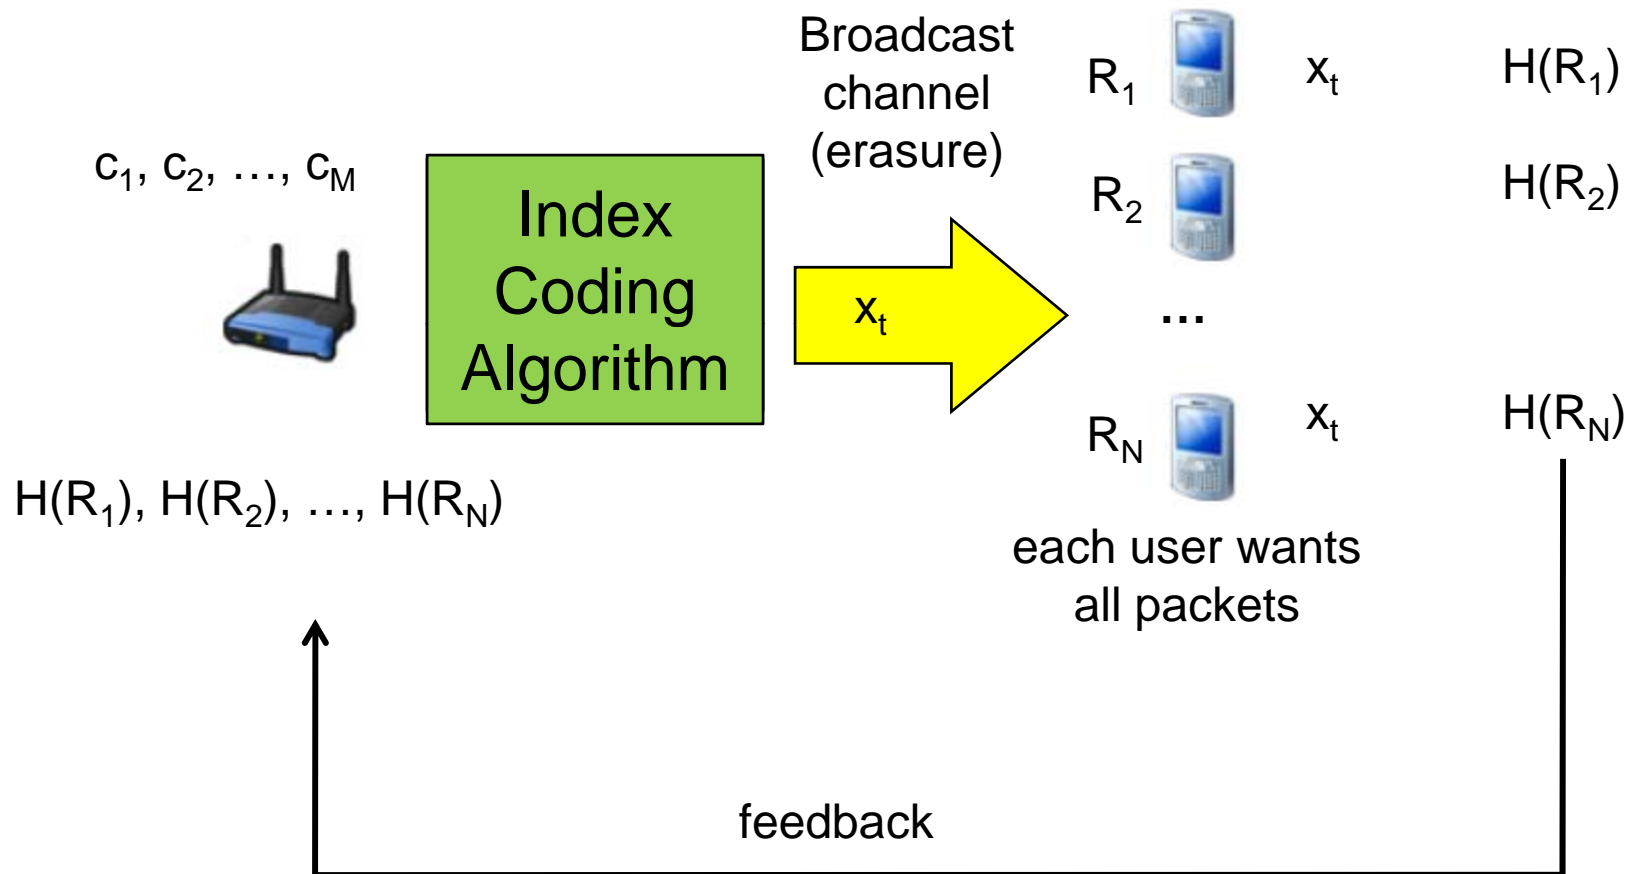 c₁, c₂, …, c_M
H(R₁), H(R₂), …, H(R_N)
Index
Coding
Algorithm
Broadcast
channel
(erasure)
x_t
R₁ x_t H(R₁)
R₂ H(R₂)
...
R_N x_t H(R_N)
each user wants
all packets
feedback